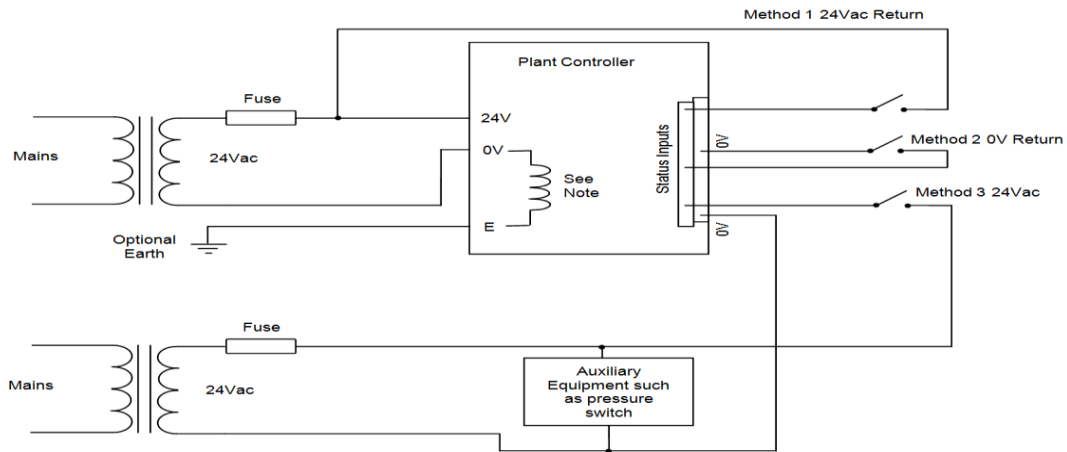 Method 1 24Vac Return
Plant Controller
Fuse
24V
Mains
24Vac
0V
See
Note
Status Inputs
0V
Method 2 0V Return
Method 3 24Vac
E
0V
Optional
Earth
Fuse
Mains
24Vac
Auxiliary
Equipment such
as pressure
switch